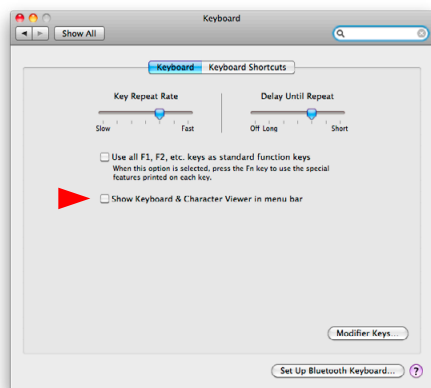 Keyboard
Show All
Keyboard Keyboard Shortcuts
Key Repeat Rate Delay Until Repeat
Slow Fast Off Long Short
Use all F1, F2, etc. keys as standard function keys
When this option is selected, press the Fn key to use the special
features printed on each key.
Show Keyboard & Character Viewer in menu bar
Modifier Keys...
Set Up Bluetooth Keyboard... ?